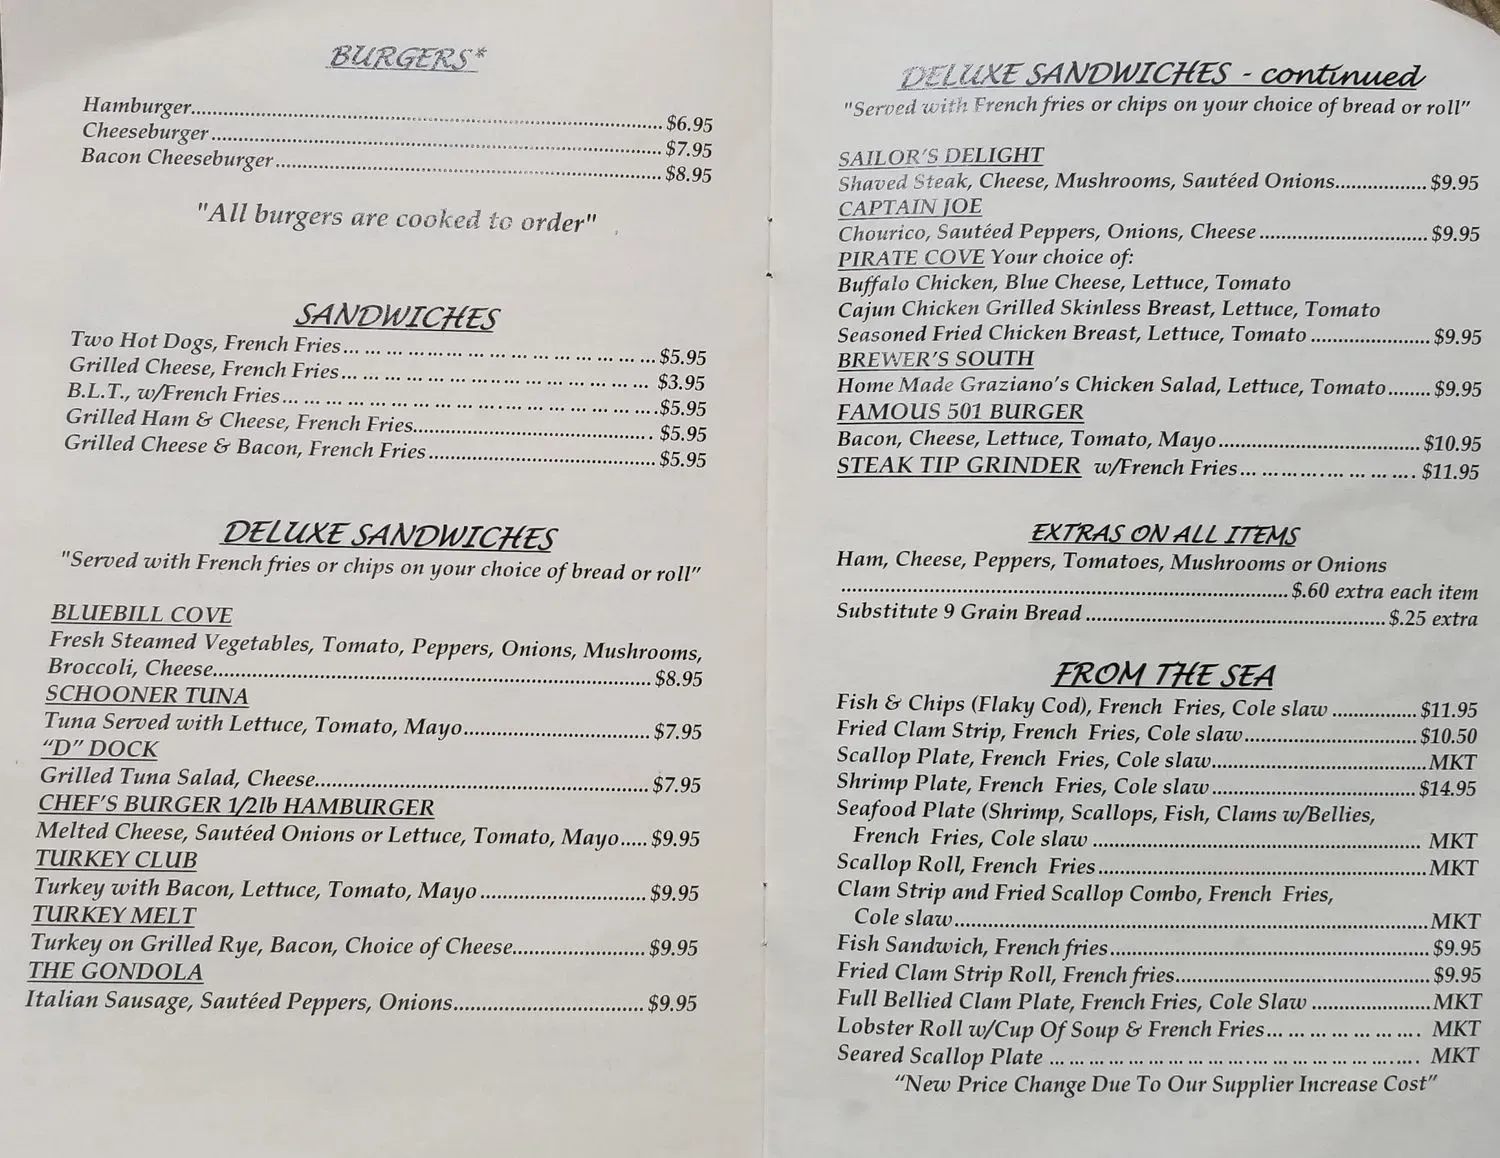 BURGERS*
Hamburger.......... $6.95
Cheeseburger.......... $7.95
Bacon Cheeseburger.......... $8.95
"All burgers are cooked to order"
SANDWICHES
Two Hot Dogs, French Fries... ... ... $5.95
Grilled Cheese, French Fries... ... ... $3.95
B.L.T., w/French Fries... ... ... $5.95
Grilled Ham & Cheese, French Fries.......... $5.95
Grilled Cheese & Bacon, French Fries.......... $5.95
DELUXE SANDWICHES
"Served with French fries or chips on your choice of bread or roll"
BLUEBILL COVE
Fresh Steamed Vegetables, Tomato, Peppers, Onions, Mushrooms,
Broccoli, Cheese.......... $8.95
SCHOONER TUNA
Tuna Served with Lettuce, Tomato, Mayo.......... $7.95
"D" DOCK
Grilled Tuna Salad, Cheese.......... $7.95
CHEF'S BURGER 1/2lb HAMBURGER
Melted Cheese, Sautéed Onions or Lettuce, Tomato, Mayo..... $9.95
TURKEY CLUB
Turkey with Bacon, Lettuce, Tomato, Mayo.......... $9.95
TURKEY MELT
Turkey on Grilled Rye, Bacon, Choice of Cheese.......... $9.95
THE GONDOLA
Italian Sausage, Sautéed Peppers, Onions.......... $9.95
DELUXE SANDWICHES - continued
"Served with French fries or chips on your choice of bread or roll"
SAILOR'S DELIGHT
Shaved Steak, Cheese, Mushrooms, Sautéed Onions.......... $9.95
CAPTAIN JOE
Chourico, Sautéed Peppers, Onions, Cheese.......... $9.95
PIRATE COVE Your choice of:
Buffalo Chicken, Blue Cheese, Lettuce, Tomato
Cajun Chicken Grilled Skinless Breast, Lettuce, Tomato
Seasoned Fried Chicken Breast, Lettuce, Tomato.......... $9.95
BREWER'S SOUTH
Home Made Graziano's Chicken Salad, Lettuce, Tomato........ $9.95
FAMOUS 501 BURGER
Bacon, Cheese, Lettuce, Tomato, Mayo.......... $10.95
STEAK TIP GRINDER w/French Fries... ... ... $11.95
EXTRAS ON ALL ITEMS
Ham, Cheese, Peppers, Tomatoes, Mushrooms or Onions
.......... $.60 extra each item
Substitute 9 Grain Bread.......... $.25 extra
FROM THE SEA
Fish & Chips (Flaky Cod), French Fries, Cole slaw.......... $11.95
Fried Clam Strip, French Fries, Cole slaw.......... $10.50
Scallop Plate, French Fries, Cole slaw.......... MKT
Shrimp Plate, French Fries, Cole slaw.......... $14.95
Seafood Plate (Shrimp, Scallops, Fish, Clams w/Bellies,
French Fries, Cole slaw.......... MKT
Scallop Roll, French Fries.......... MKT
Clam Strip and Fried Scallop Combo, French Fries,
Cole slaw.......... MKT
Fish Sandwich, French fries.......... $9.95
Fried Clam Strip Roll, French fries.......... $9.95
Full Bellied Clam Plate, French Fries, Cole Slaw.......... MKT
Lobster Roll w/Cup Of Soup & French Fries... ... ... MKT
Seared Scallop Plate ... ... ... MKT
"New Price Change Due To Our Supplier Increase Cost"